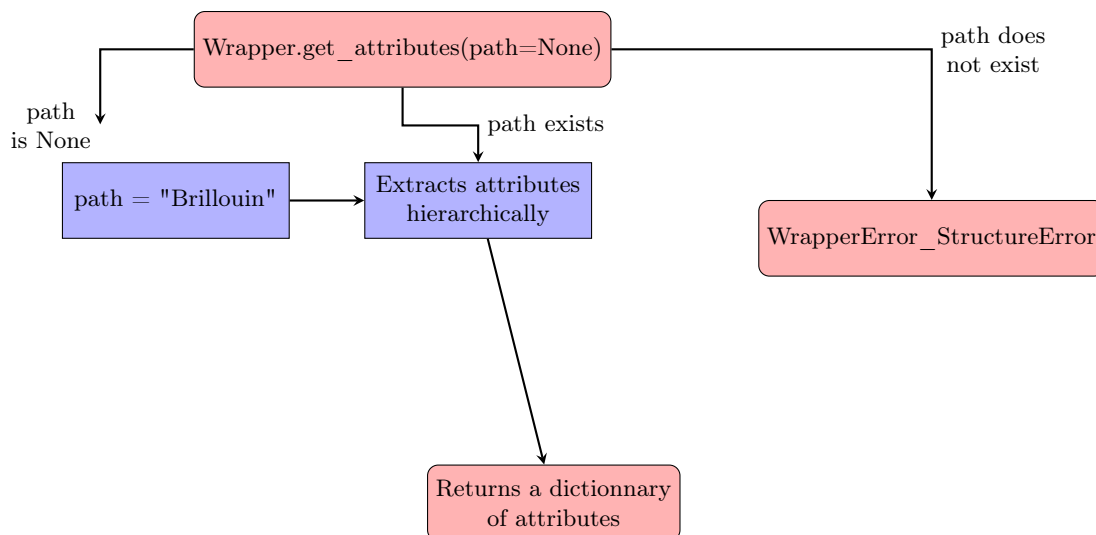 Wrapper.get_attributes(path=None)
path does
not exist
path
is None
path exists
path = "Brillouin"
Extracts attributes
hierarchically
WrapperError_StructureError
Returns a dictionnary
of attributes